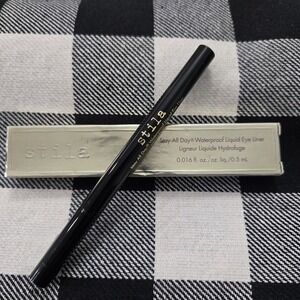 stila
Stay All Day® Waterproof Liquid Eye Liner
Ligneur Liquide Hydrofuge
0.016 fl. oz./ oz. liq./0.5 mL